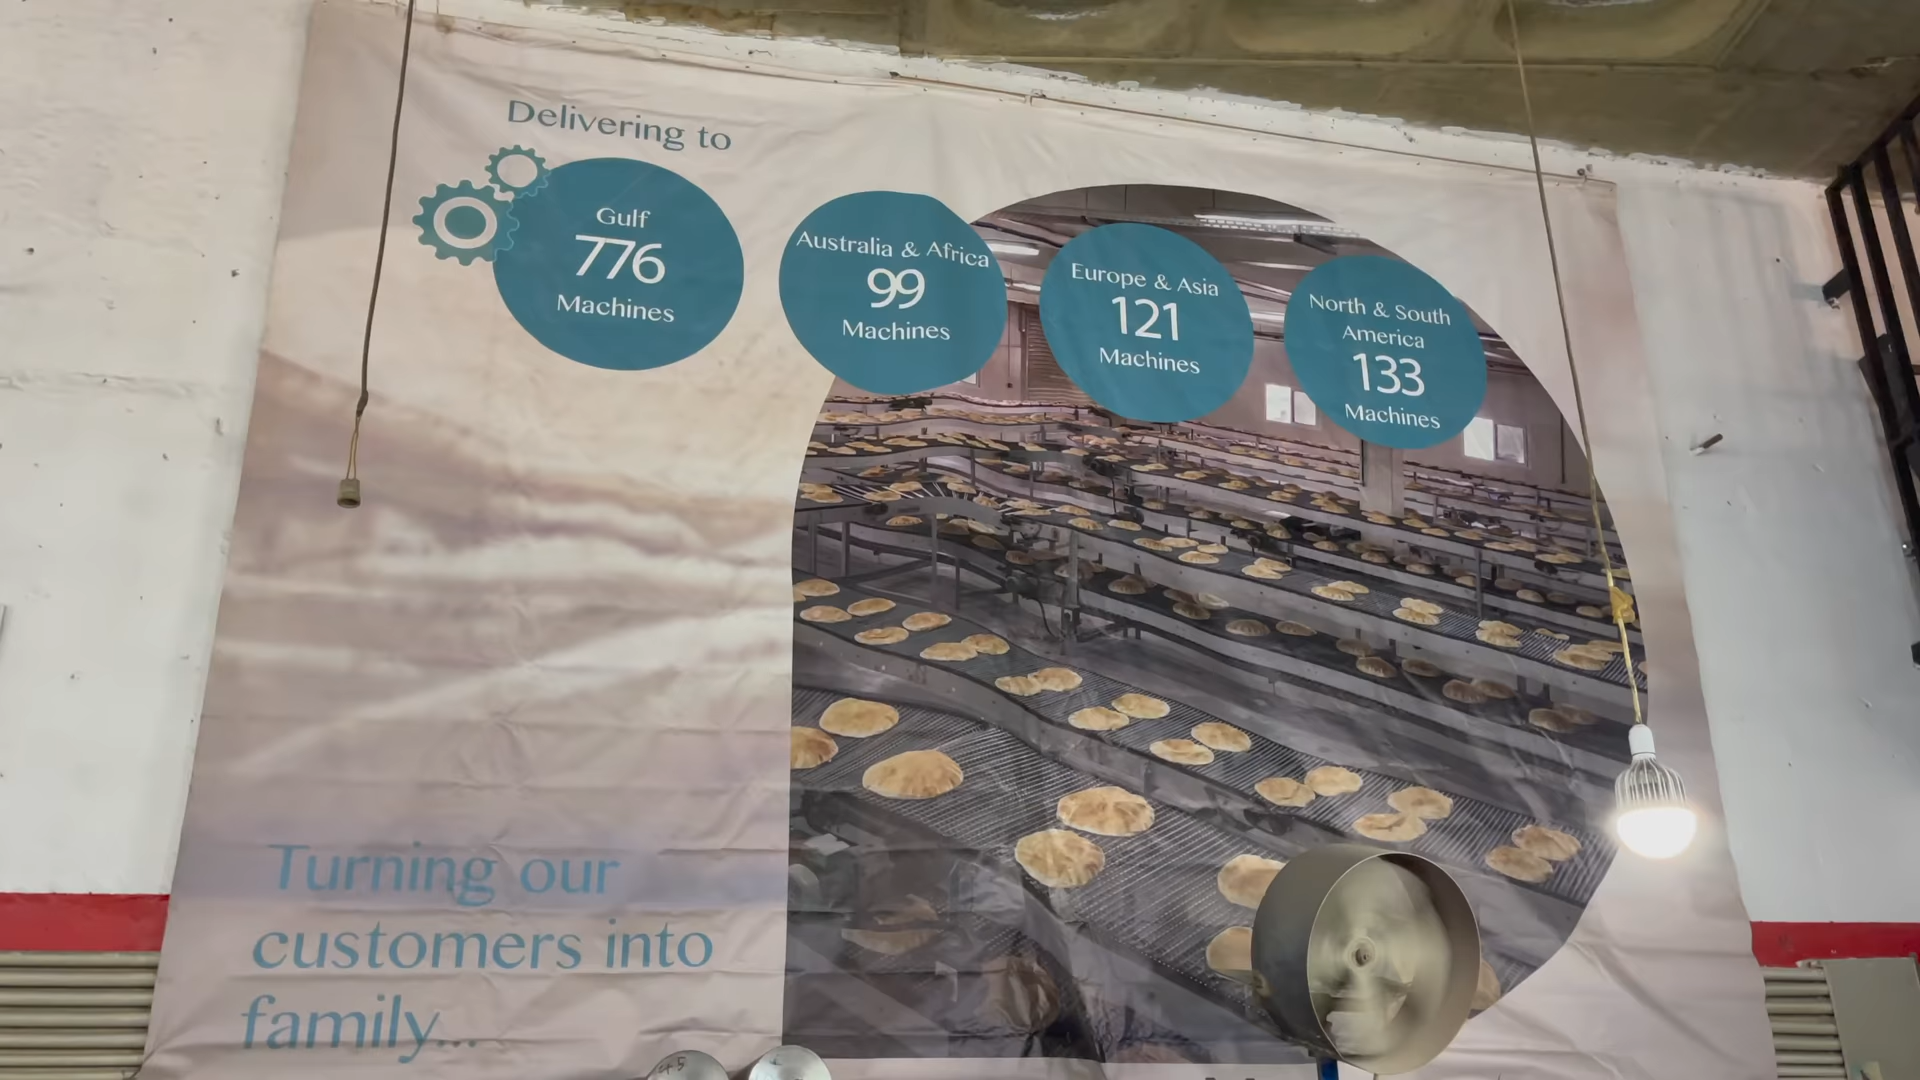 Delivering to
Gulf
776
Machines
Australia & Africa
99
Machines
Europe & Asia
121
Machines
North & South
America
133
Machines
Turning our
customers into
family...